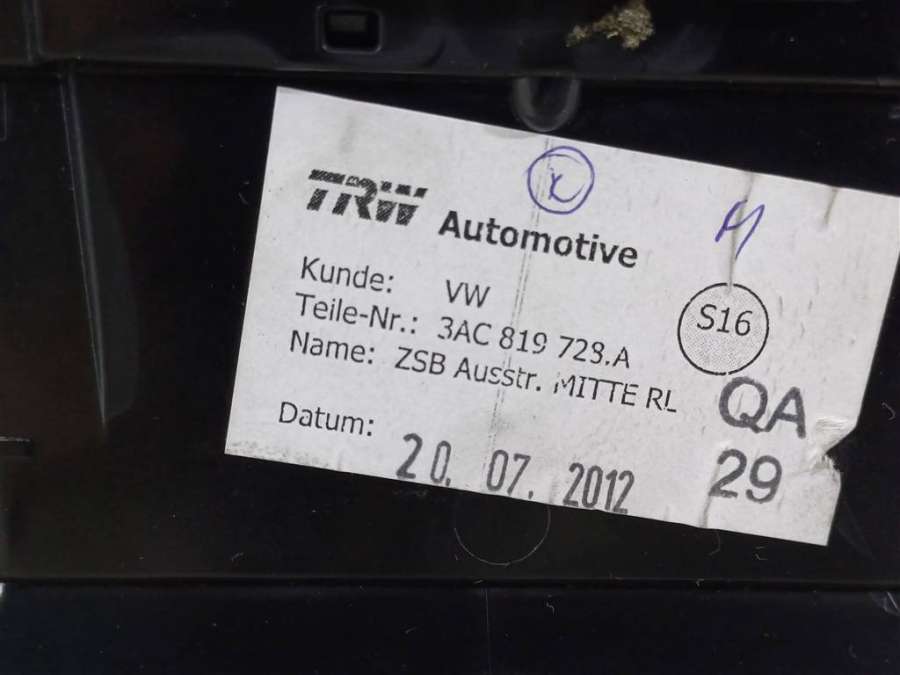 TRW Automotive
Kunde: VW
Teile-Nr.: 3AC 819 728.A
Name: ZSB Ausstr. MITTE RL
Datum: 20. 07. 2012
S16
QA
29